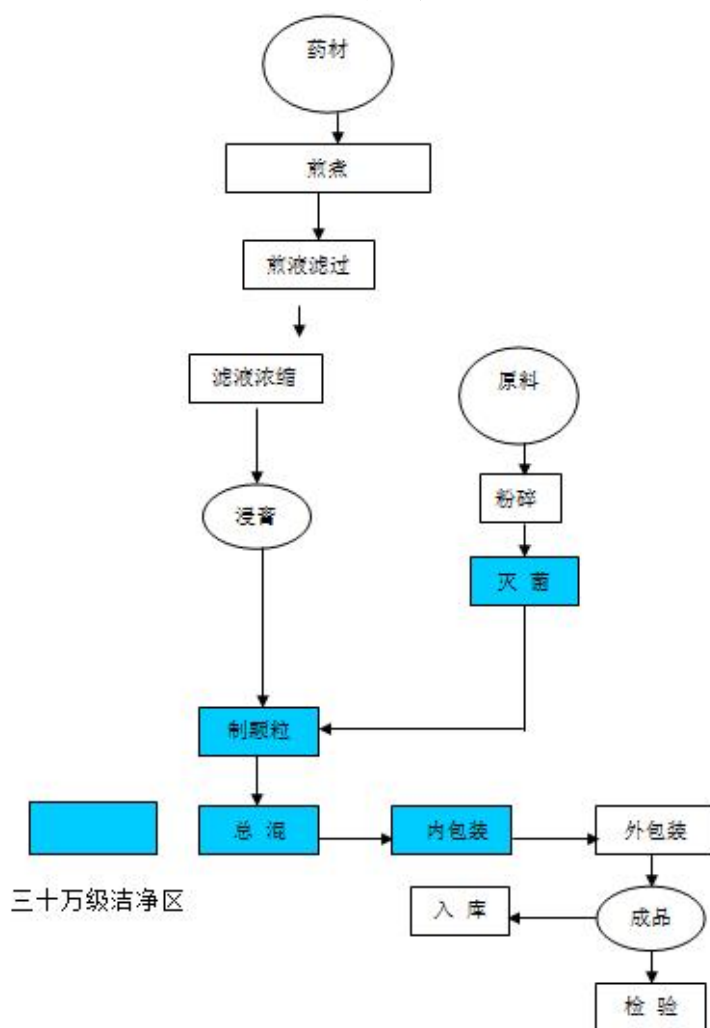 药材
煎煮
煎液滤过
滤液浓缩
原料
粉碎
浸膏
灭 菌
制颗粒
总 混
内包装
外包装
三十万级洁净区
入 库
成品
检 验